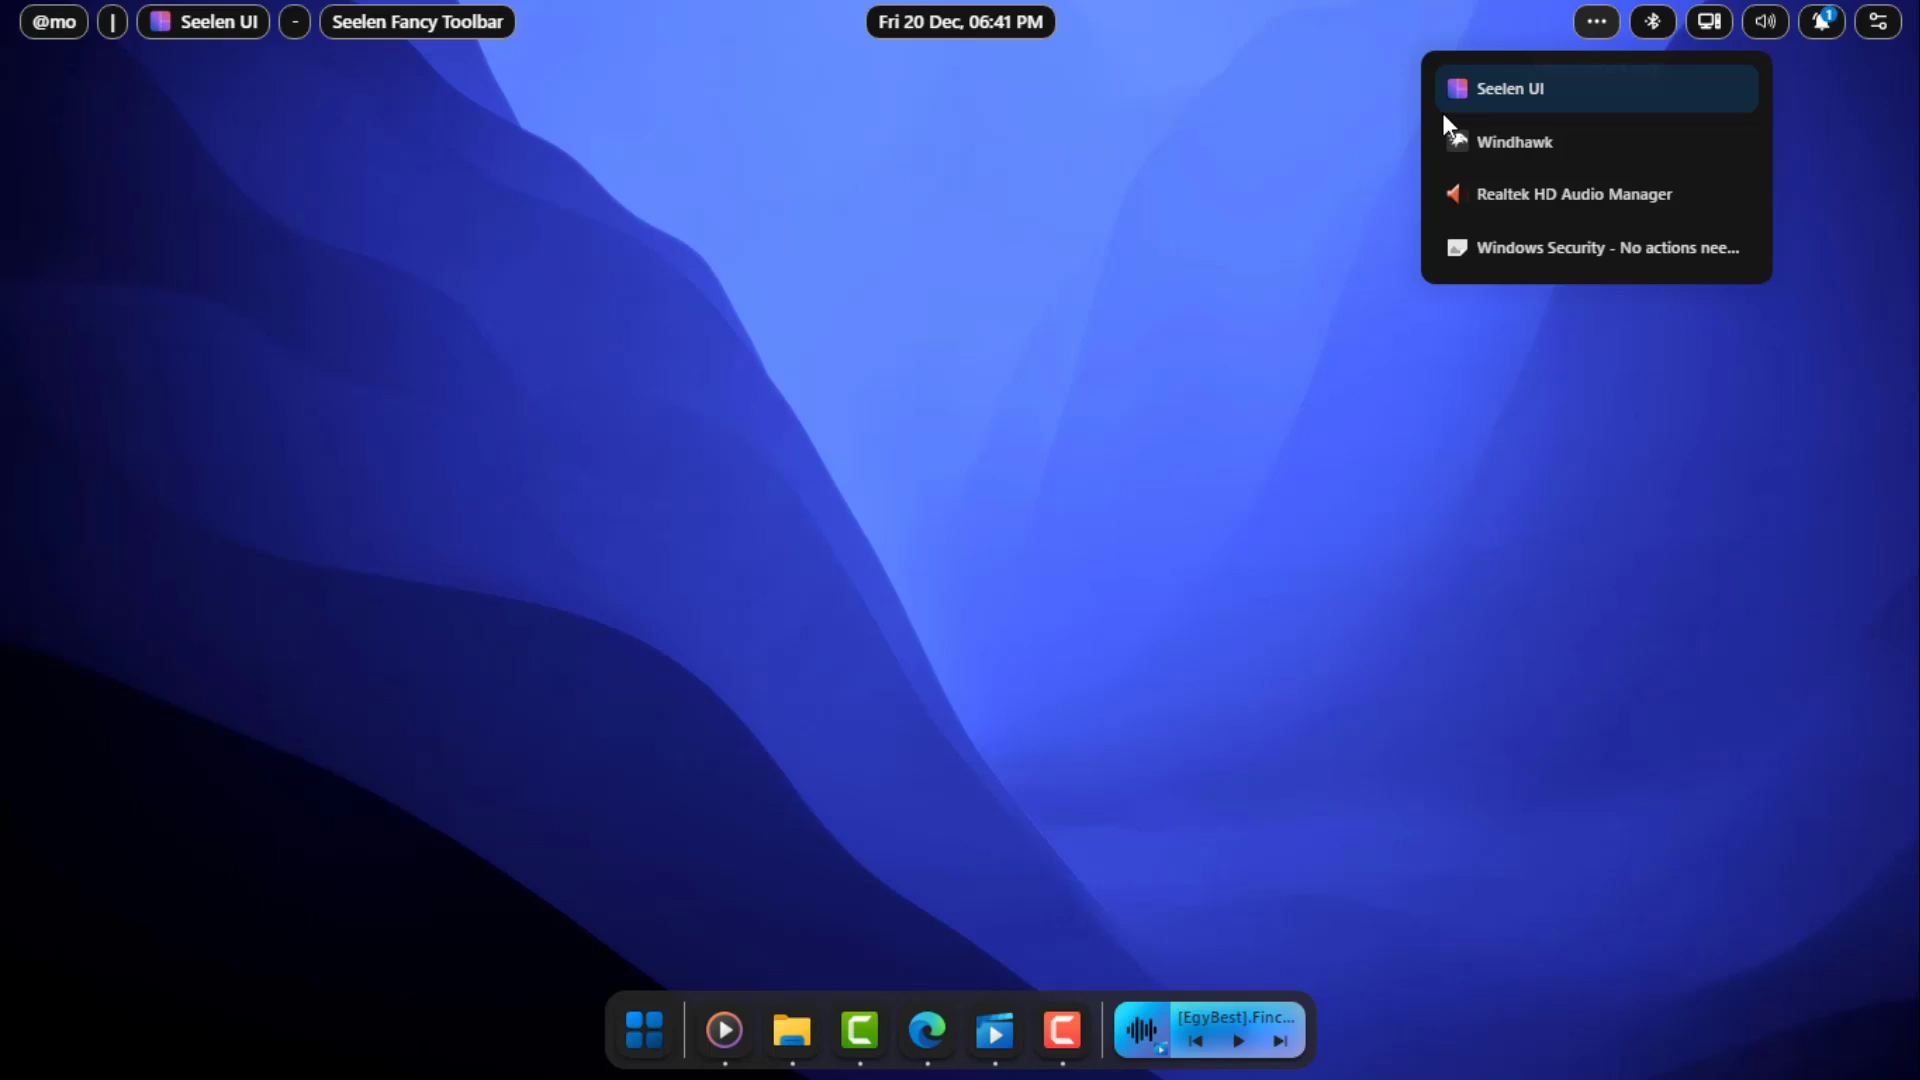 @mo | Seelen UI - Seelen Fancy Toolbar Fri 20 Dec, 06:41 PM 1
Seelen UI
Windhawk
Realtek HD Audio Manager
Windows Security - No actions nee...
[EgyBest].Finc...